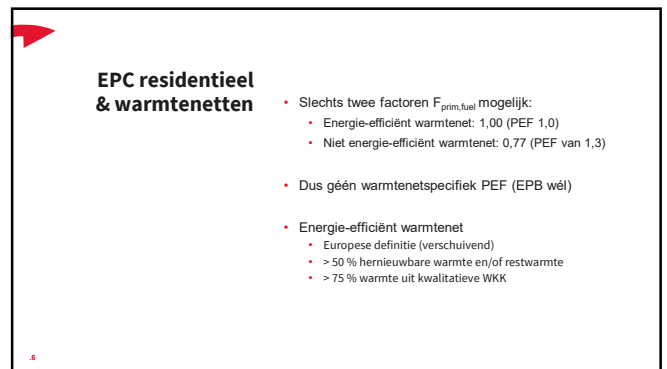 EPC residentieel
& warmtenetten
• Slechts twee factoren Fprim,fuel mogelijk:
• Energie-efficiënt warmtenet: 1,00 (PEF 1,0)
• Niet energie-efficiënt warmtenet: 0,77 (PEF van 1,3)
• Dus géén warmtenetspecifiek PEF (EPB wél)
• Energie-efficiënt warmtenet
• Europese definitie (verschuivend)
• > 50 % hernieuwbare warmte en/of restwarmte
• > 75 % warmte uit kwalitatieve WKK
.6